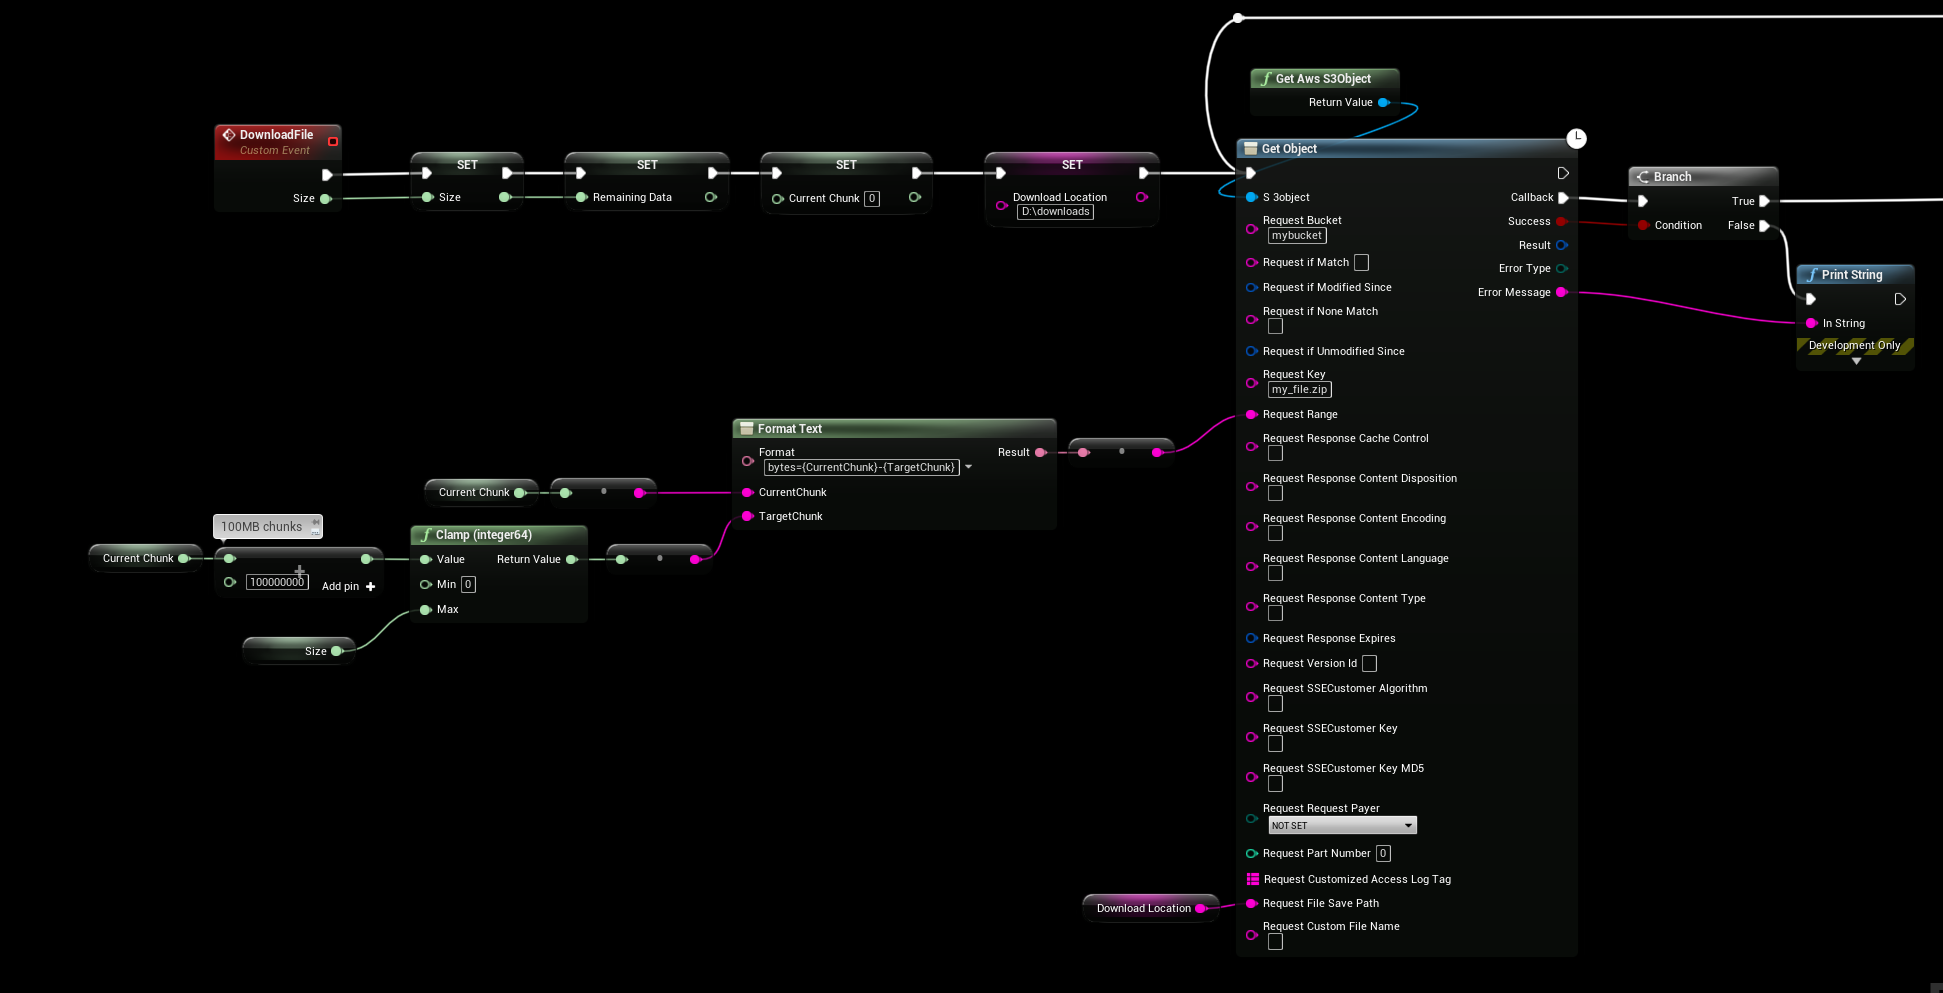 Get Aws S3Object
Return Value
DownloadFile
Custom Event
Size
SET
Size
SET
Remaining Data
SET
Current Chunk 0
SET
Download Location
D:\downloads
Get Object
S 3object
Request Bucket
mybucket
Request if Match
Request if Modified Since
Request if None Match
Request if Unmodified Since
Request Key
my_file.zip
Request Range
Request Response Cache Control
Request Response Content Disposition
Request Response Content Encoding
Request Response Content Language
Request Response Content Type
Request Response Expires
Request Version Id
Request SSECustomer Algorithm
Request SSECustomer Key
Request SSECustomer Key MD5
Request Request Payer
NOT SET
Request Part Number 0
Request Customized Access Log Tag
Request File Save Path
Request Custom File Name
Callback
Success
Result
Error Type
Error Message
Branch
Condition
True
False
Print String
In String
Development Only
Format Text
Format
bytes={CurrentChunk}-{TargetChunk}
CurrentChunk
TargetChunk
Result
Current Chunk
100MB chunks
Current Chunk
100000000
Add pin
Clamp (integer64)
Value
Min 0
Max
Return Value
Size
Download Location